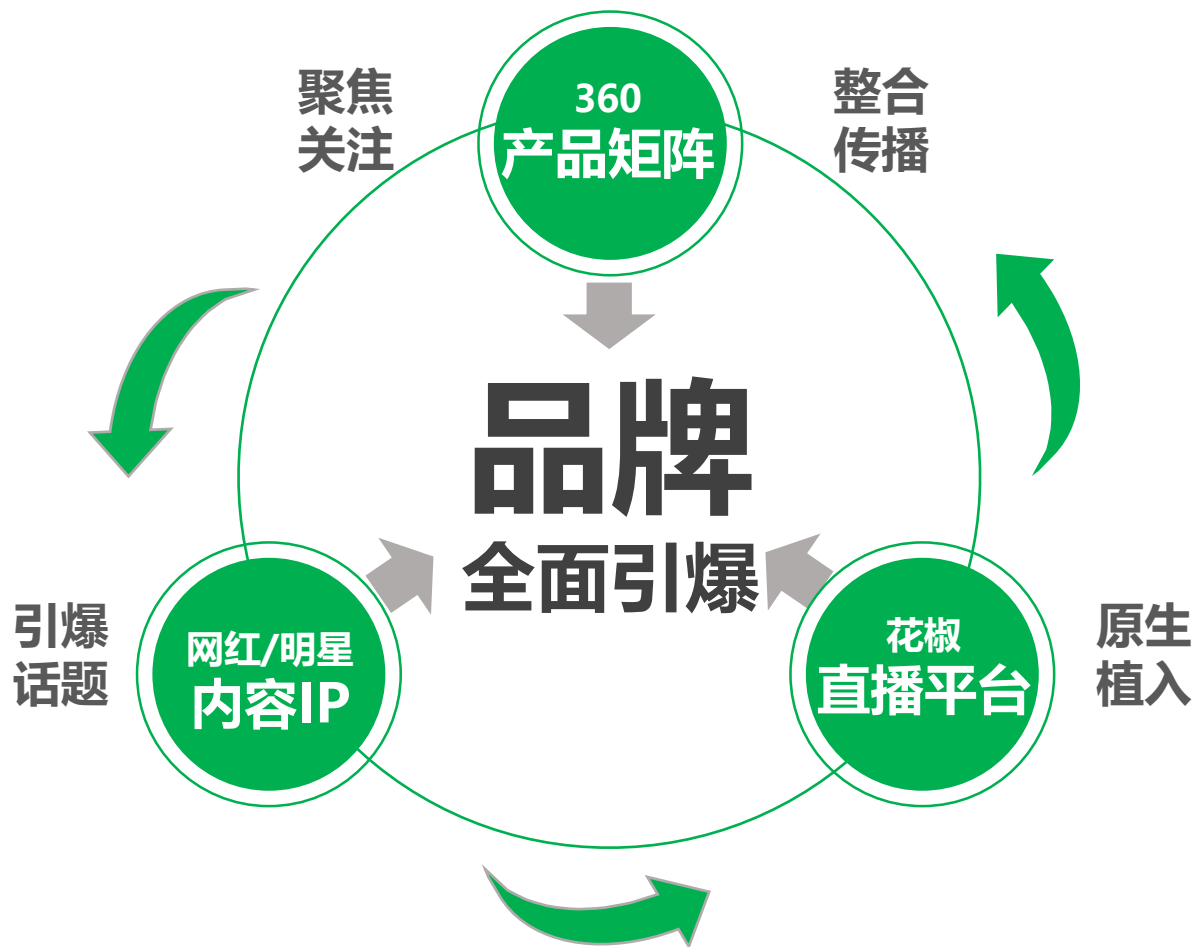 聚焦
关注
360
产品矩阵
整合
传播
品牌
全面引爆
引爆
话题
网红/明星
内容IP
花椒
直播平台
原生
植入